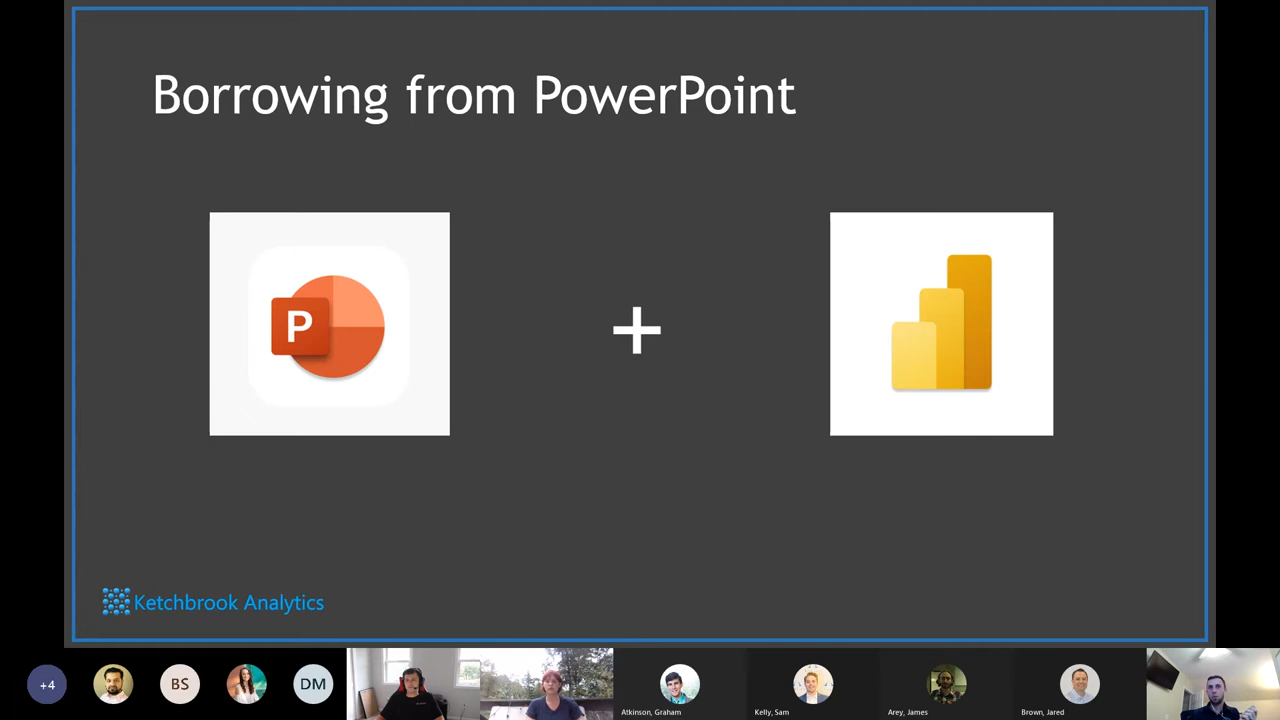 Borrowing from PowerPoint
P
+
Ketchbrook Analytics
+4
BS
DM
Atkinson, Graham
Kelly, Sam
Arey, James
Brown, Jared